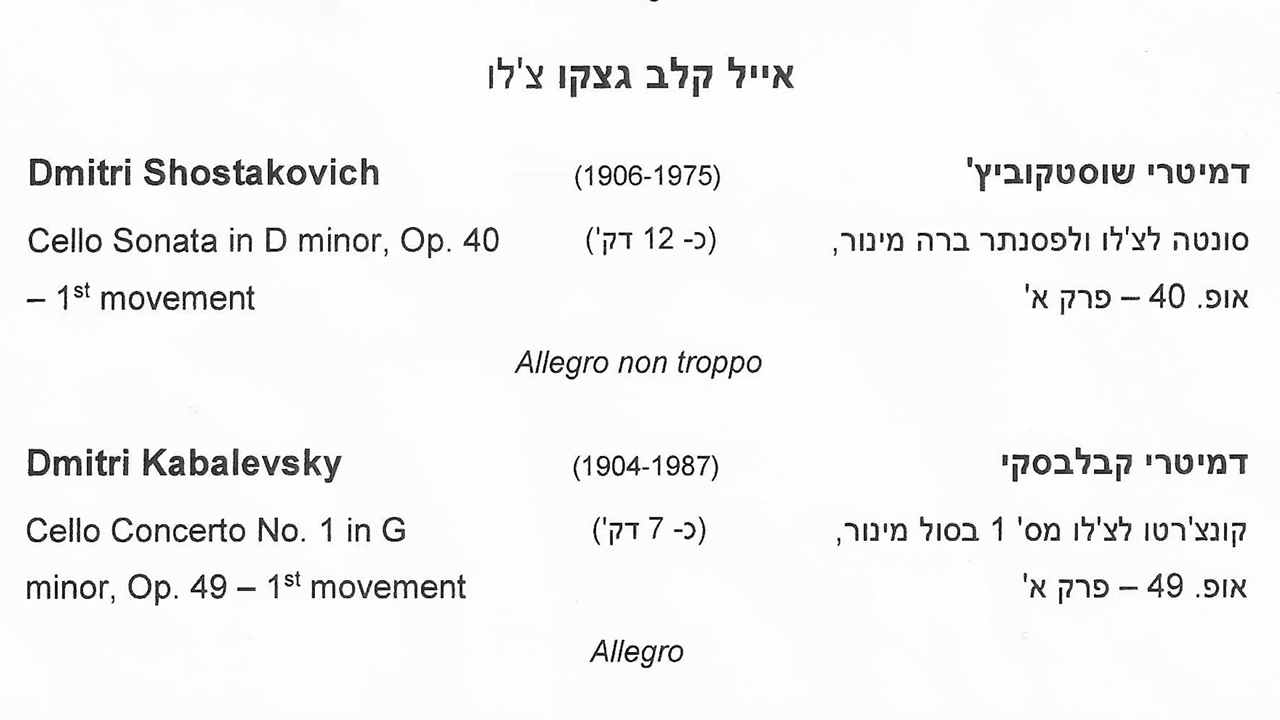 אייל קלב גצקו צ'לו
Dmitri Shostakovich (1906-1975) דמיטרי שוסטקוביץ'
Cello Sonata in D minor, Op. 40 (כ- 12 דק') סונטה לצ'לו ולפסנתר ברה מינור,
– 1st movement אופ. 40 – פרק א'
Allegro non troppo
Dmitri Kabalevsky (1904-1987) דמיטרי קבלבסקי
Cello Concerto No. 1 in G (כ- 7 דק') קונצ'רטו לצ'לו מס' 1 בסול מינור,
minor, Op. 49 – 1st movement אופ. 49 – פרק א'
Allegro